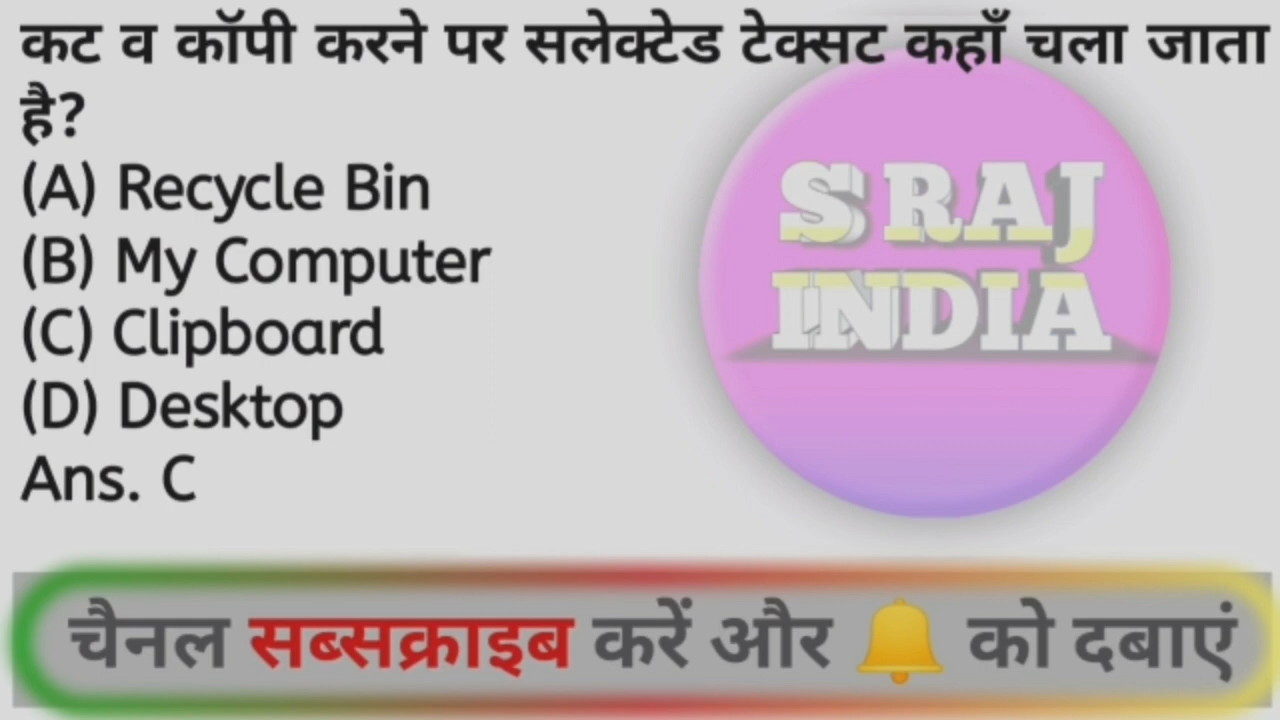 कट व कॉपी करने पर सलेक्टेड टेक्सट कहाँ चला जाता
है?
(A) Recycle Bin
(B) My Computer
(C) Clipboard
(D) Desktop
Ans. C
S RAJ
INDIA
चैनल सब्सक्राइब करें और 🔔 को दबाएं